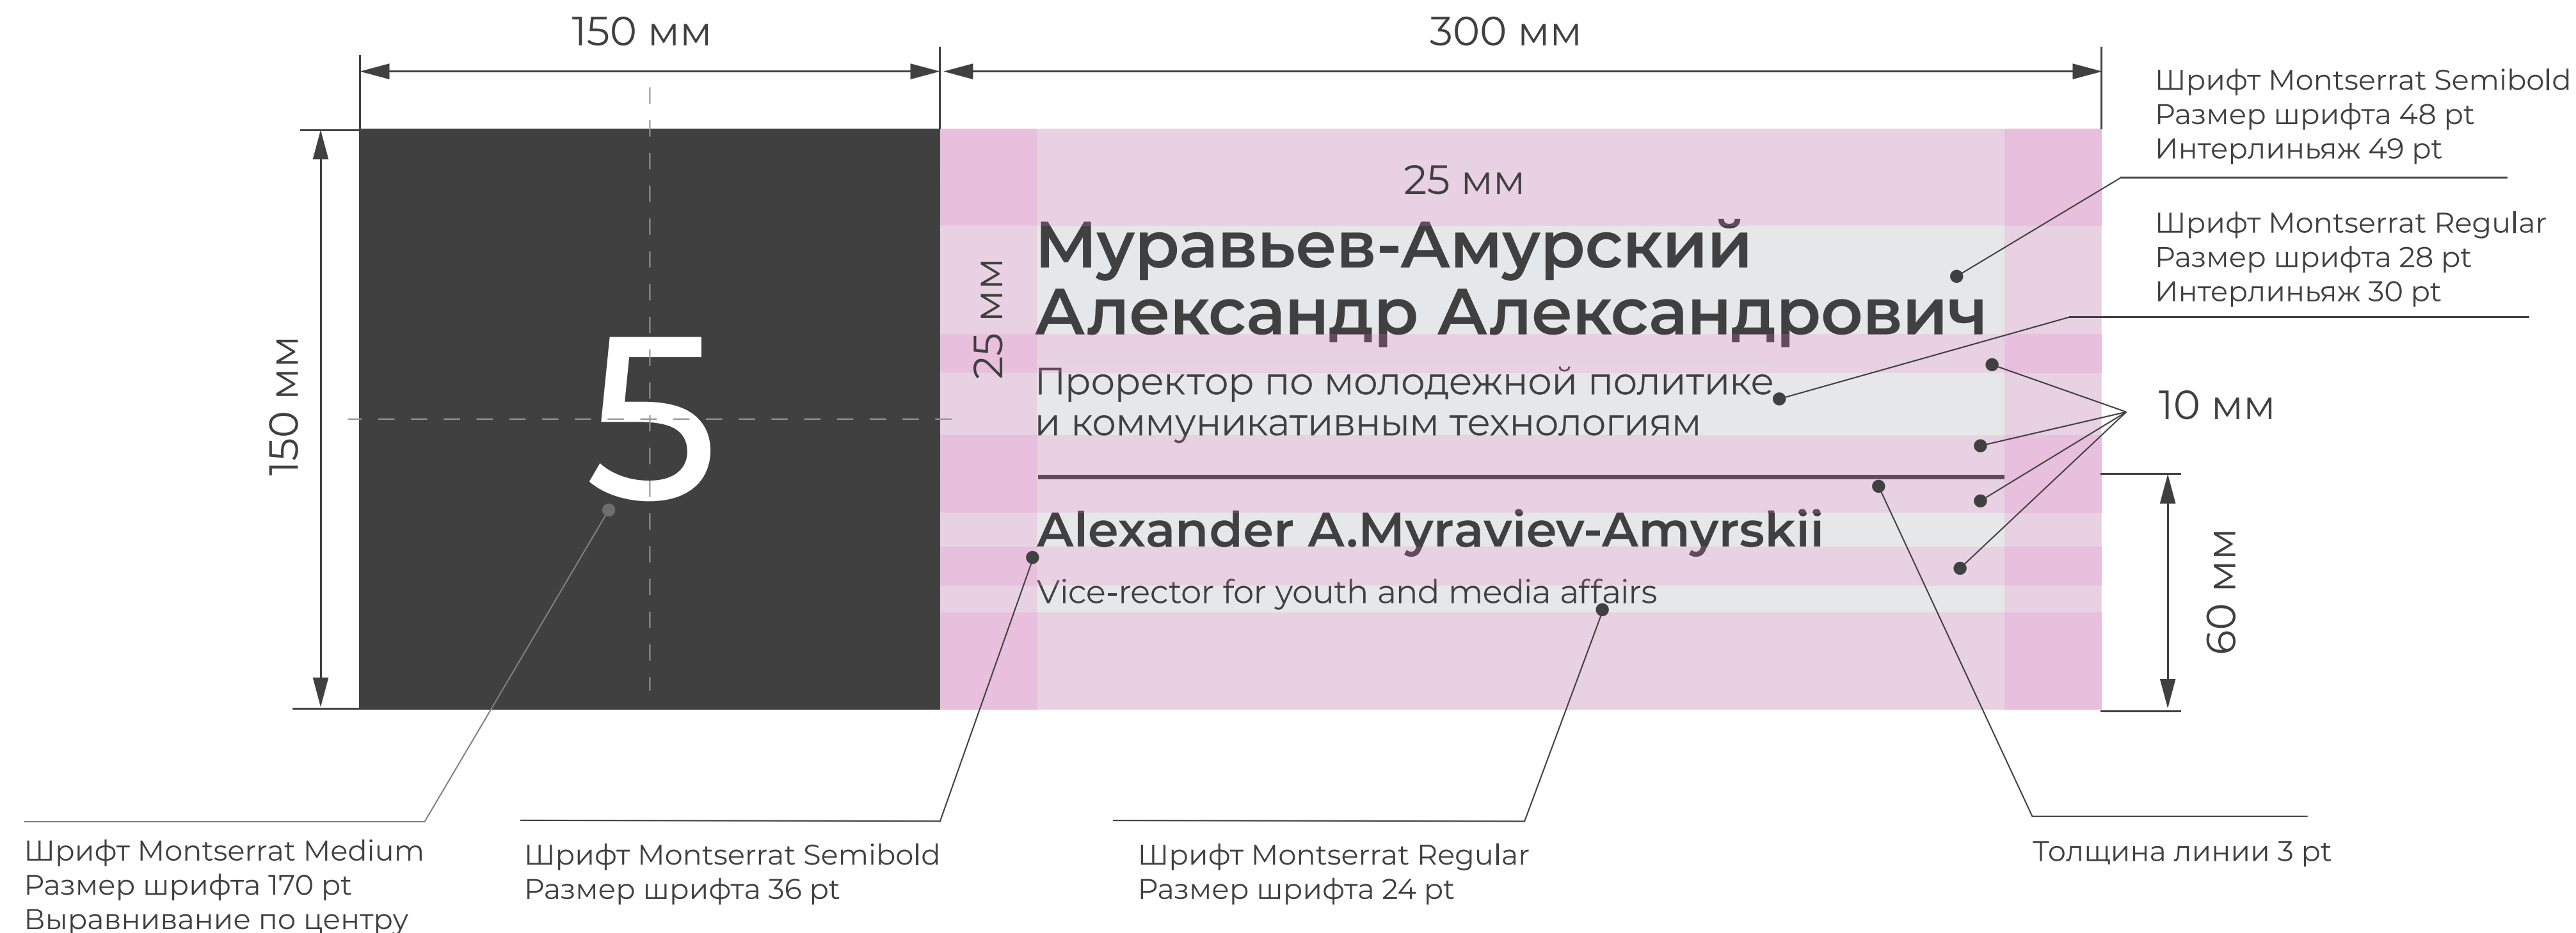 150 мм
300 мм
Шрифт Montserrat Semibold
Размер шрифта 48 pt
Интерлиньяж 49 pt
25 мм
Шрифт Montserrat Regular
Размер шрифта 28 pt
Интерлиньяж 30 pt
150 мм
5
25 мм
Муравьев-Амурский
Александр Александрович
Проректор по молодежной политике
и коммуникативным технологиям
10 мм
Alexander A.Myraviev-Amyrskii
Vice-rector for youth and media affairs
60 мм
Шрифт Montserrat Medium
Размер шрифта 170 pt
Выравнивание по центру
Шрифт Montserrat Semibold
Размер шрифта 36 pt
Шрифт Montserrat Regular
Размер шрифта 24 pt
Толщина линии 3 pt